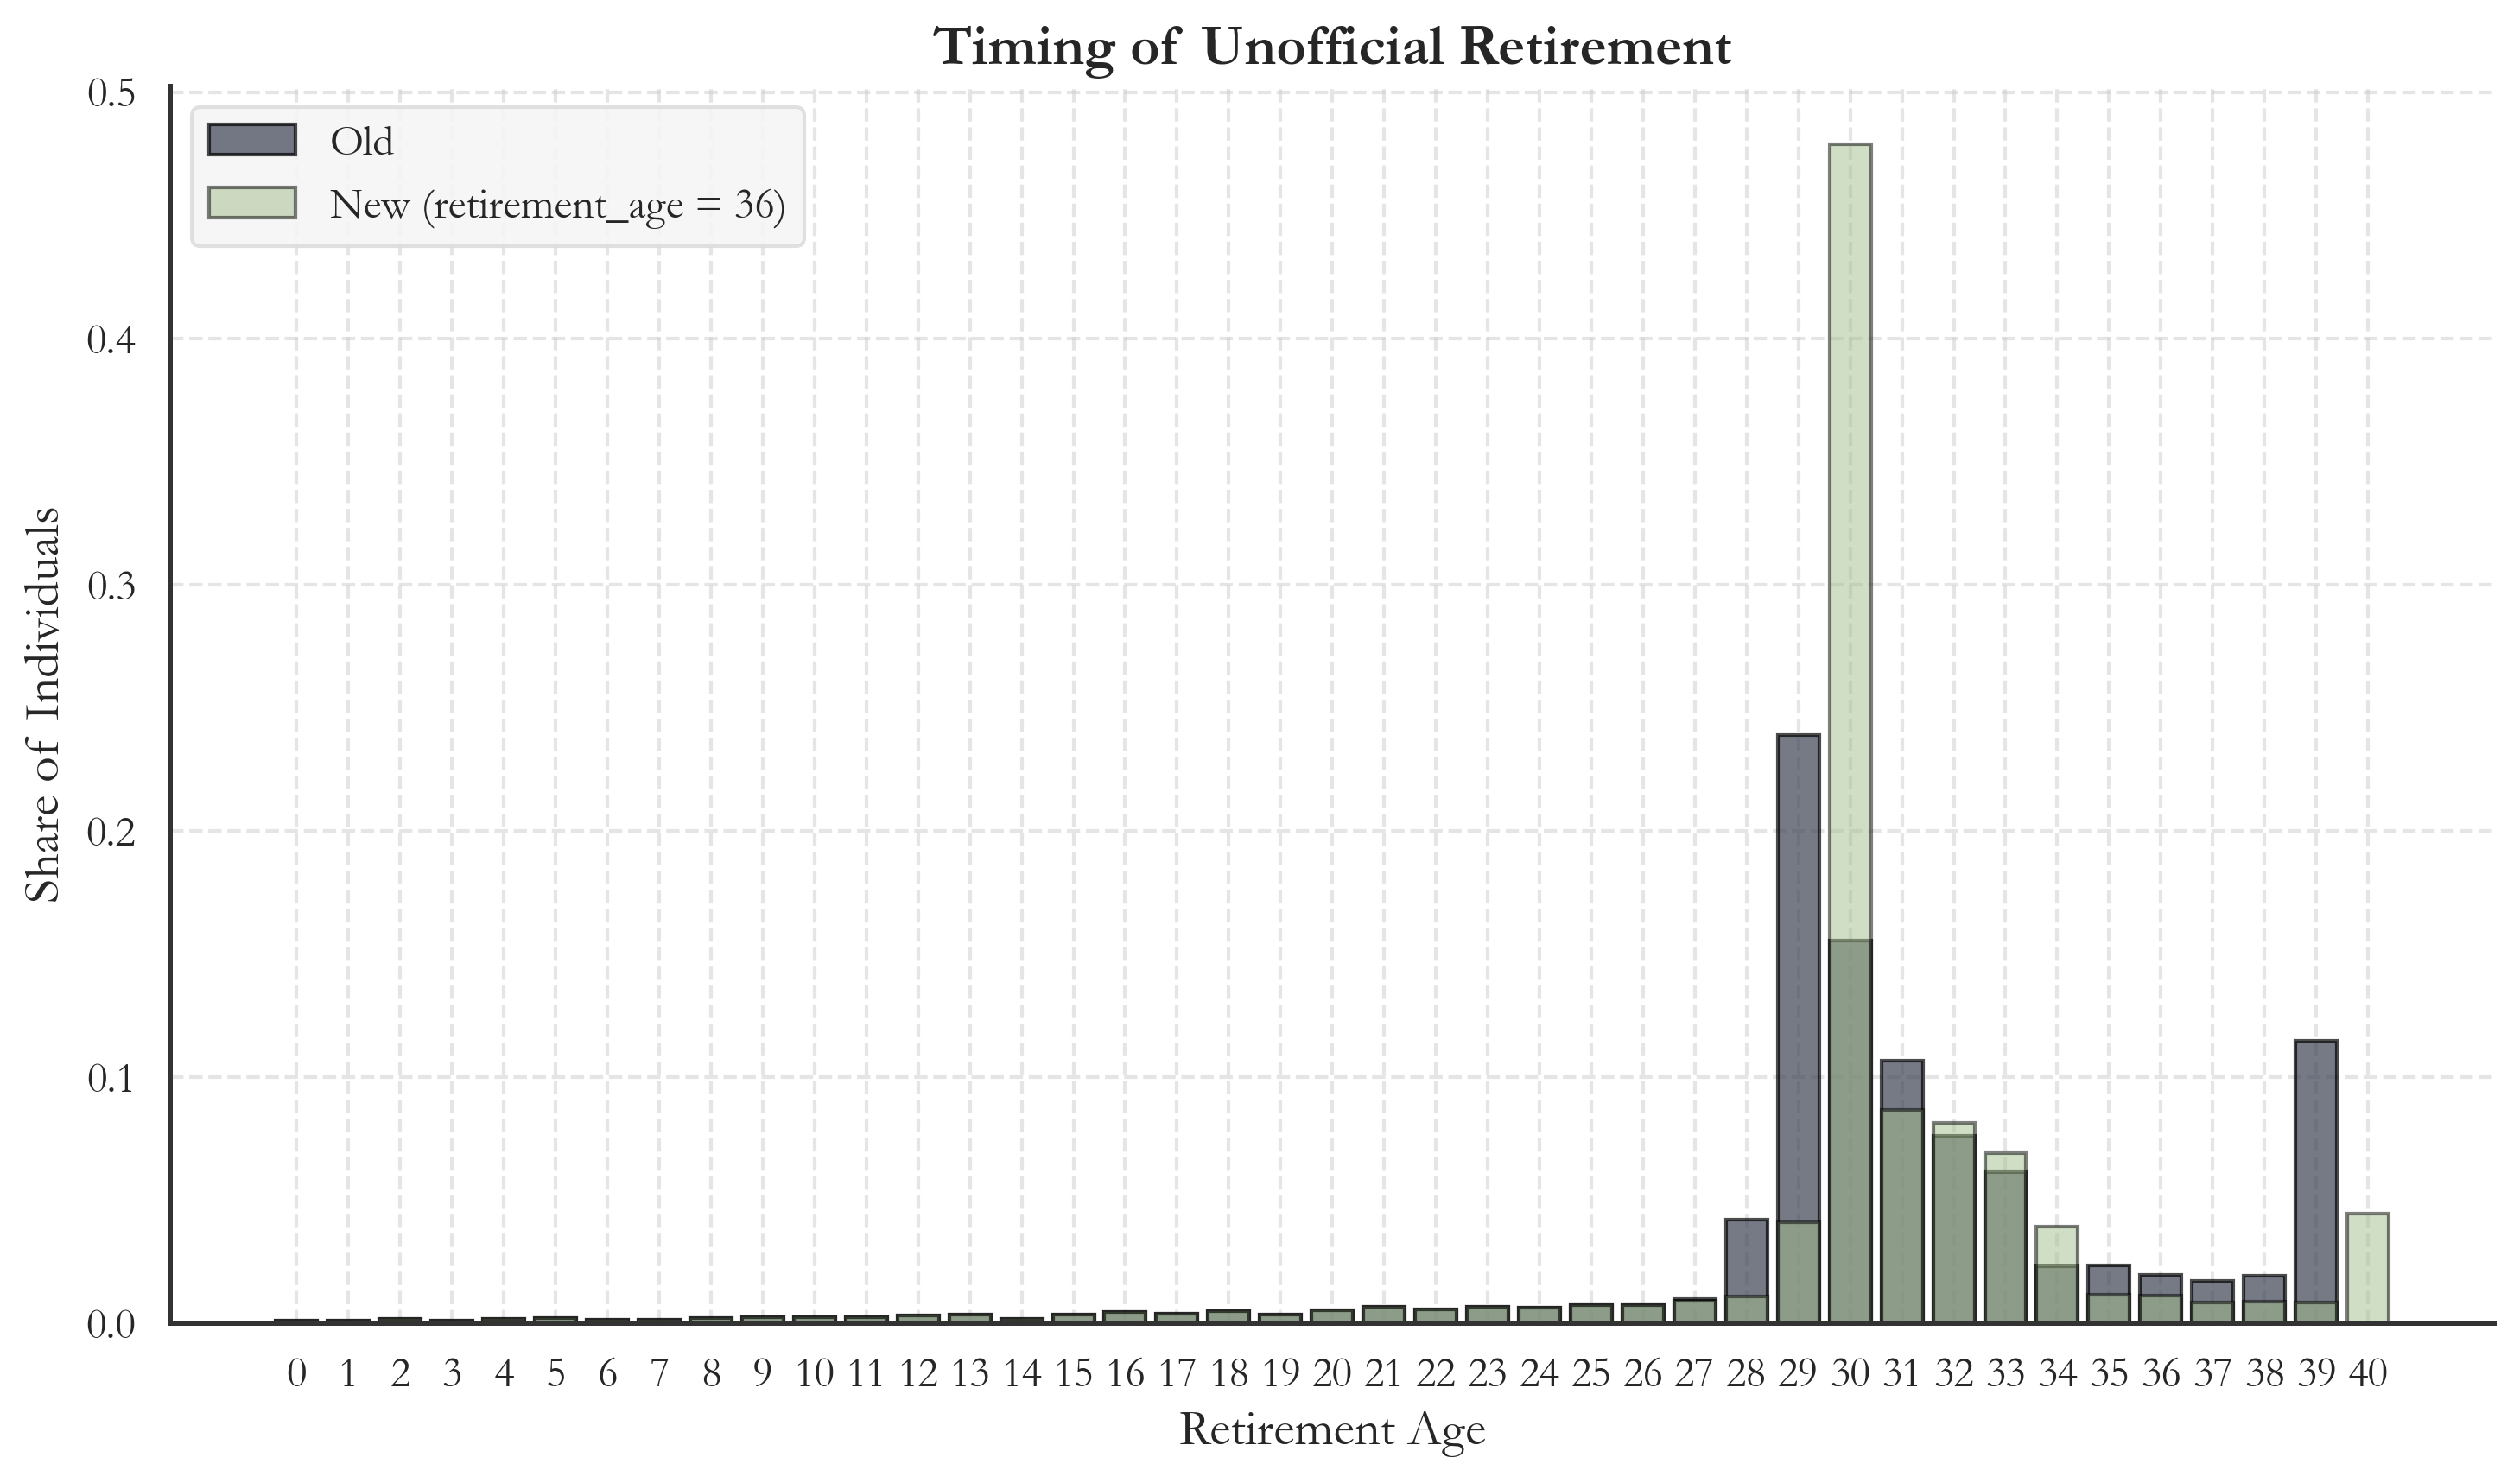 Timing of Unofficial Retirement
Old
New (retirement_age = 36)
Share of Individuals
0.5
0.4
0.3
0.2
0.1
0.0
0 1 2 3 4 5 6 7 8 9 10 11 12 13 14 15 16 17 18 19 20 21 22 23 24 25 26 27 28 29 30 31 32 33 34 35 36 37 38 39 40
Retirement Age